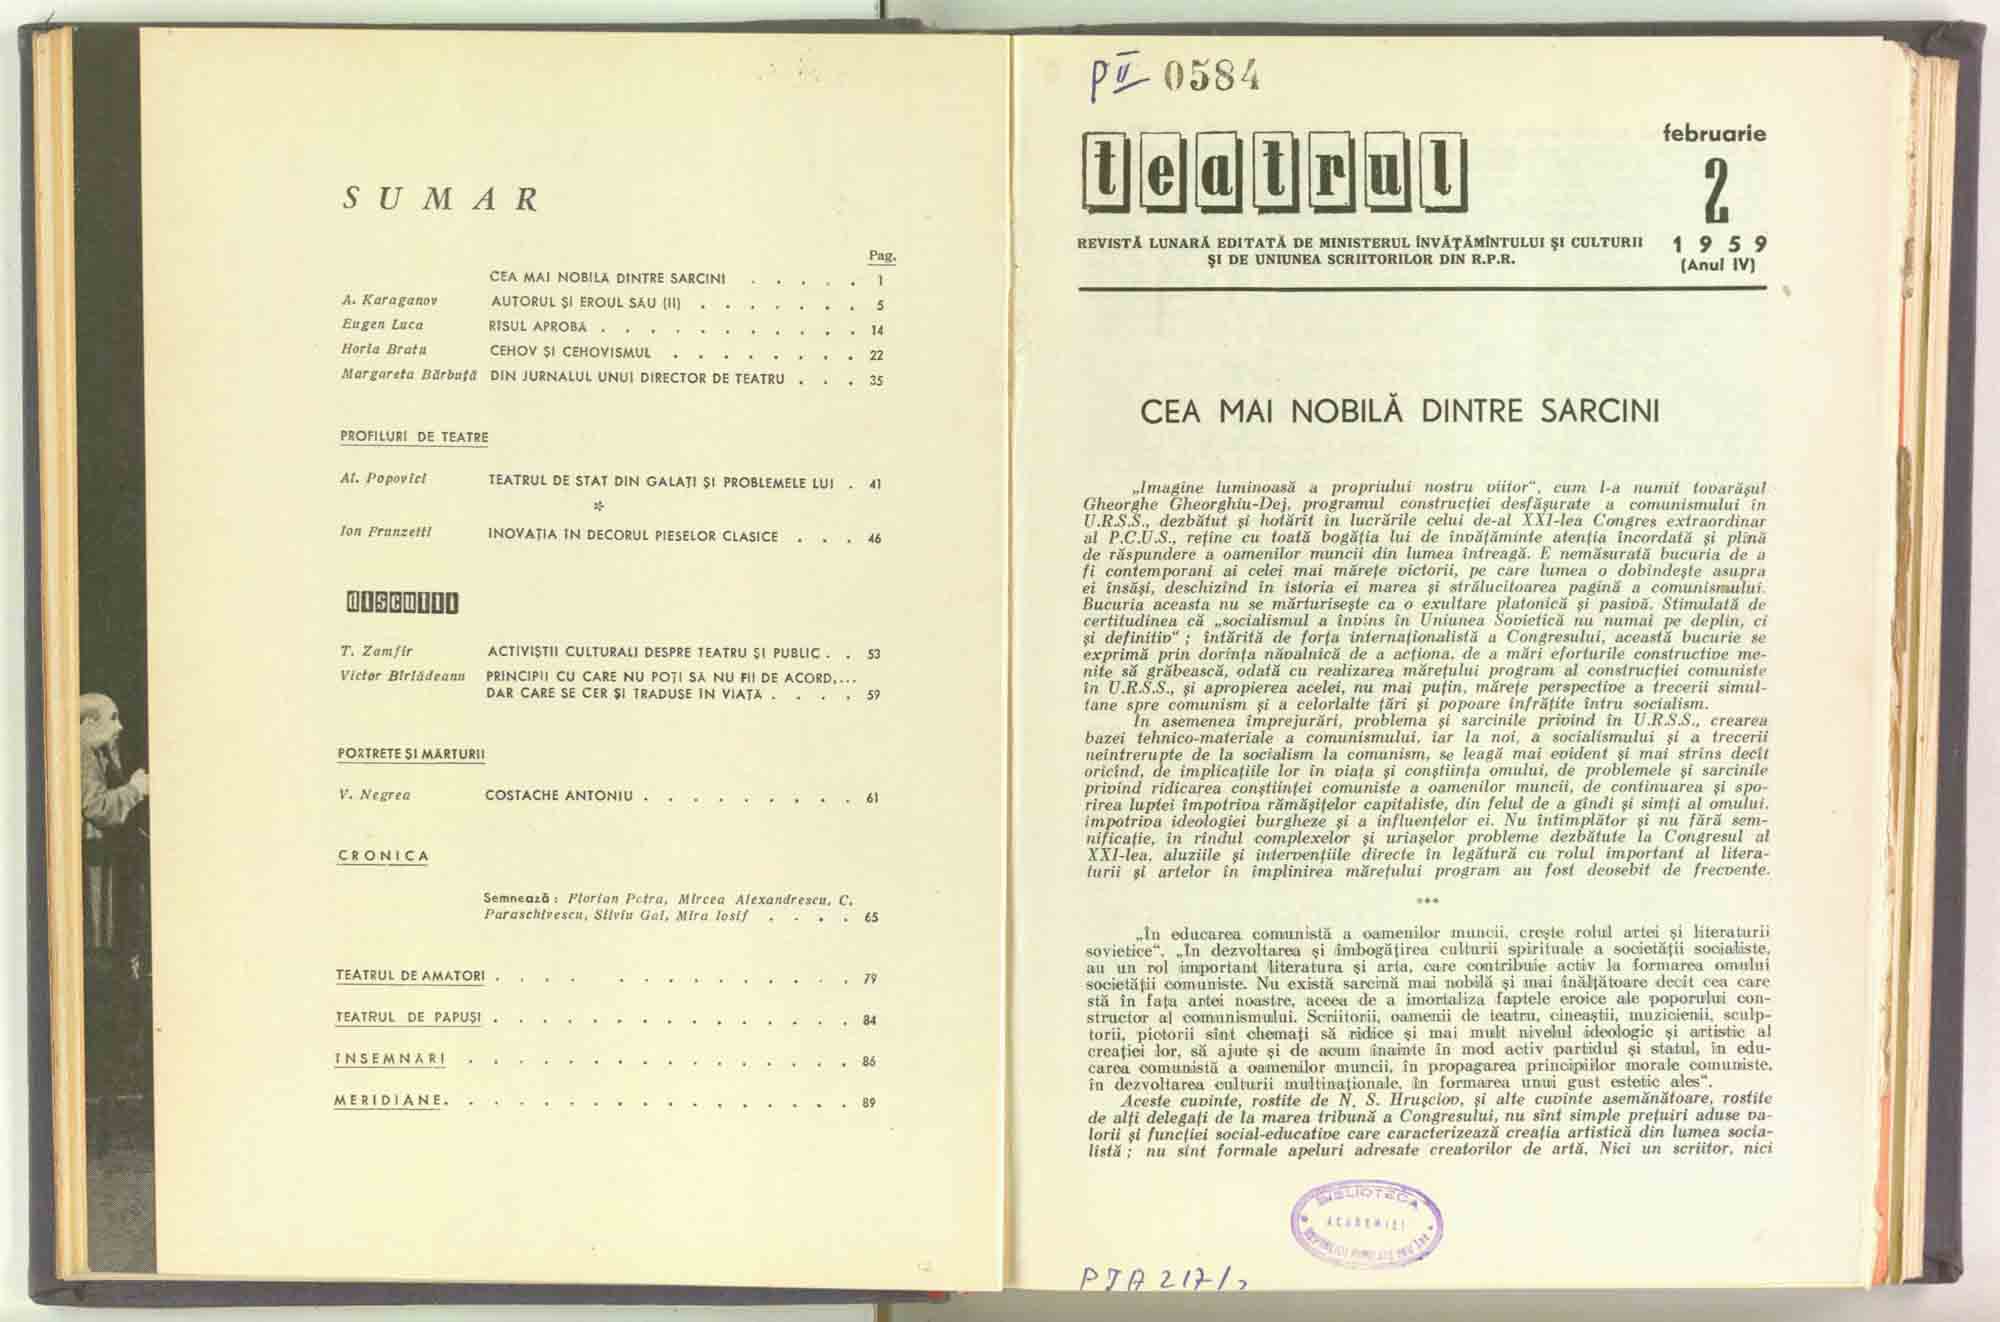 SUMAR
Pag.
CEA MAI NOBILĂ DINTRE SARCINI . . . . . 1
A. Karaganov AUTORUL ȘI EROUL SĂU (II) . . . . . . . 5
Eugen Luca RÎSUL APROBĂ . . . . . . . . . . . 14
Horia Bratu CEHOV ȘI CEHOVISMUL . . . . . . . . 22
Margareta Bărbuță DIN JURNALUL UNUI DIRECTOR DE TEATRU . . . 35
PROFILURI DE TEATRE
Al. Popovici TEATRUL DE STAT DIN GALAȚI ȘI PROBLEMELE LUI . 41
*
Ion Frunzetti INOVAȚIA ÎN DECORUL PIESELOR CLASICE . . . 46
discuții
T. Zamfir ACTIVIȘTII CULTURALI DESPRE TEATRU ȘI PUBLIC . . 53
Victor Bîrlădeanu PRINCIPII CU CARE NU POȚI SĂ NU FII DE ACORD,...
DAR CARE SE CER ȘI TRADUSE ÎN VIAȚĂ . . . . 59
PORTRETE ȘI MĂRTURII
V. Negrea COSTACHE ANTONIU . . . . . . . . . 61
CRONICA
Semnează : Florian Potra, Mircea Alexandrescu, C.
Paraschivescu, Silviu Gal, Mira Iosif . . . . 65
TEATRUL DE AMATORI . . . . . . . . . . . . . . 79
TEATRUL DE PĂPUȘI . . . . . . . . . . . . . . . 84
ÎNSEMNĂRI . . . . . . . . . . . . . . . . 86
MERIDIANE. . . . . . . . . . . . . . . . . 89
P II 0584
teatrul
februarie
2
1959
(Anul IV)
REVISTĂ LUNARĂ EDITATĂ DE MINISTERUL ÎNVĂȚĂMÎNTULUI ȘI CULTURII
ȘI DE UNIUNEA SCRIITORILOR DIN R.P.R.
CEA MAI NOBILĂ DINTRE SARCINI
„Imagine luminoasă a propriului nostru viitor“, cum l-a numit tovarășul
Gheorghe Gheorghiu-Dej, programul construcției desfășurate a comunismului în
U.R.S.S., dezbătut și hotărît în lucrările celui de-al XXI-lea Congres extraordinar
al P.C.U.S., reține cu toată bogăția lui de învățăminte atenția încordată și plină
de răspundere a oamenilor muncii din lumea întreagă. E nemăsurată bucuria de a
fi contemporani ai celei mai mărețe victorii, pe care lumea o dobîndește asupra
ei însăși, deschizînd în istoria ei marea și strălucitoarea pagină a comunismului.
Bucuria aceasta nu se mărturisește ca o exultare platonică și pasivă. Stimulată de
certitudinea că „socialismul a învins în Uniunea Sovietică nu numai pe deplin, ci
și definitiv“ ; întărită de forța internaționalistă a Congresului, această bucurie se
exprimă prin dorința năvalnică de a acționa, de a mări eforturile constructive me-
nite să grăbească, odată cu realizarea mărețului program al construcției comuniste
în U.R.S.S., și apropierea acelei, nu mai puțin, mărețe perspective a trecerii simul-
tane spre comunism și a celorlalte țări și popoare înfrățite întru socialism.
În asemenea împrejurări, problema și sarcinile privind în U.R.S.S., crearea
bazei tehnico-materiale a comunismului, iar la noi, a socialismului și a trecerii
neîntrerupte de la socialism la comunism, se leagă mai evident și mai strîns decît
oricînd, de implicațiile lor în viața și conștiința omului, de problemele și sarcinile
privind ridicarea conștiinței comuniste a oamenilor muncii, de continuarea și spo-
rirea luptei împotriva rămășițelor capitaliste, din felul de a gîndi și simți al omului,
împotriva ideologiei burgheze și a influențelor ei. Nu întîmplător și nu fără sem-
nificație, în rîndul complexelor și uriașelor probleme dezbătute la Congresul al
XXI-lea, aluziile și intervențiile directe în legătură cu rolul important al litera-
turii și artelor în împlinirea mărețului program au fost deosebit de frecvente.
***
„În educarea comunistă a oamenilor muncii, crește rolul artei și literaturii
sovietice“. „În dezvoltarea și îmbogățirea culturii spirituale a societății socialiste,
au un rol important literatura și arta, care contribuie activ la formarea omului
societății comuniste. Nu există sarcină mai nobilă și mai înălțătoare decît cea care
stă în fața artei noastre, aceea de a imortaliza faptele eroice ale poporului con-
structor al comunismului. Scriitorii, oamenii de teatru, cineaștii, muzicienii, sculp-
torii, pictorii sînt chemați să ridice și mai mult nivelul ideologic și artistic al
creației lor, să ajute și de acum înainte în mod activ partidul și statul, în edu-
carea comunistă a oamenilor muncii, în propagarea principiilor morale comuniste,
în dezvoltarea culturii multinaționale, în formarea unui gust estetic ales“.
Aceste cuvinte, rostite de N. S. Hrușciov, și alte cuvinte asemănătoare, rostite
de alți delegați de la marea tribună a Congresului, nu sînt simple prețuiri aduse va-
lorii și funcției social-educative care caracterizează creația artistică din lumea socia-
listă ; nu sînt formale apeluri adresate creatorilor de artă. Nici un scriitor, nici
BIBLIOTECA
ACADEMIEI